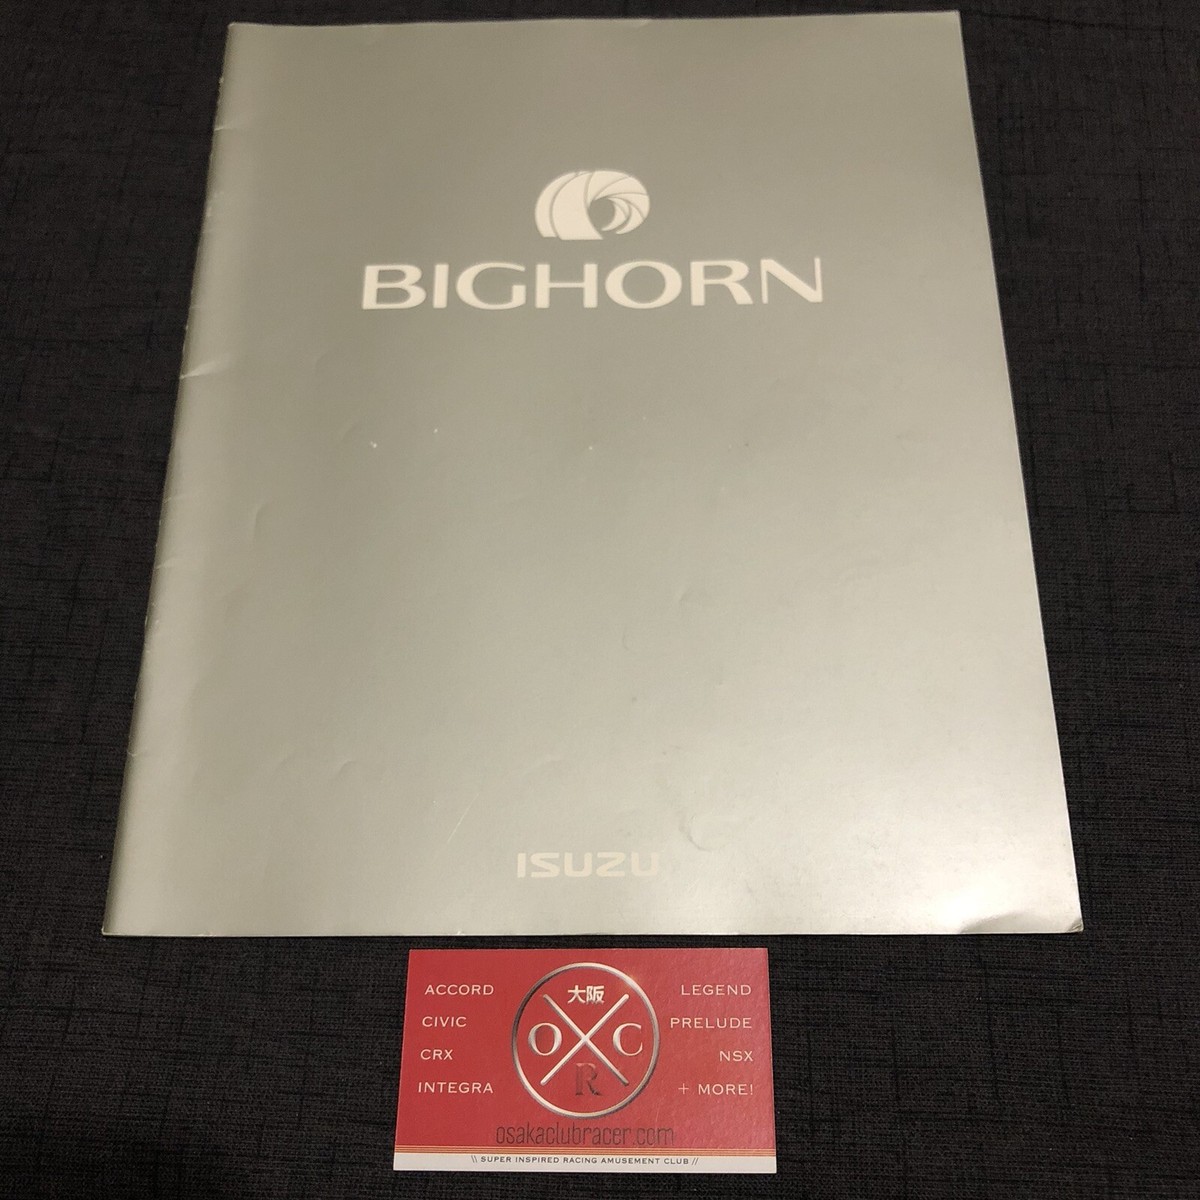 BIGHORN
ISUZU
ACCORD
CIVIC
CRX
INTEGRA
大阪
O C
R
LEGEND
PRELUDE
NSX
+ MORE!
osakaclubracer.com
\\ SUPER INSPIRED RACING AMUSEMENT CLUB //